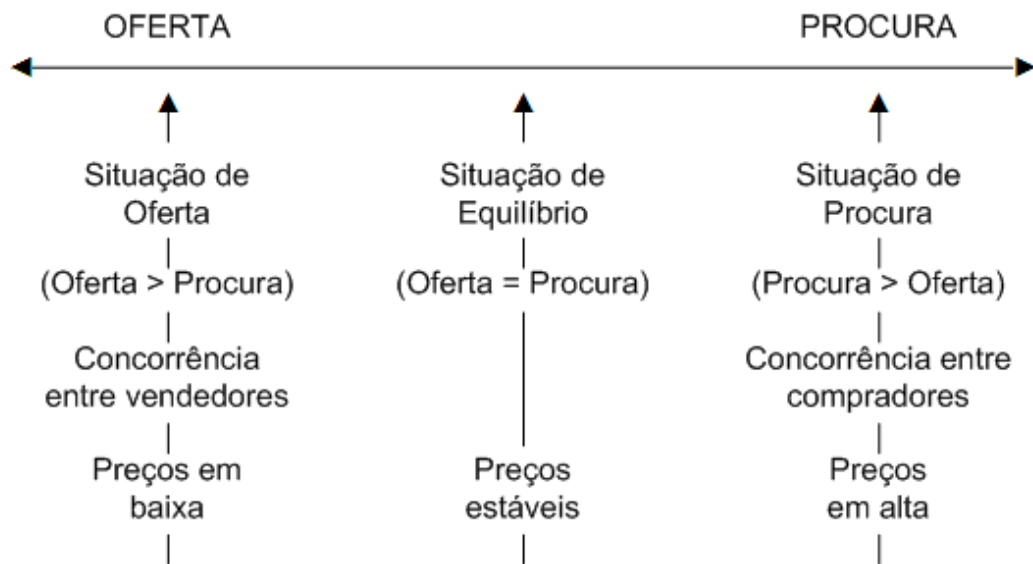 OFERTA
PROCURA
Situação de
Oferta
(Oferta > Procura)
Concorrência
entre vendedores
Preços em
baixa
Situação de
Equilíbrio
(Oferta = Procura)
Preços
estáveis
Situação de
Procura
(Procura > Oferta)
Concorrência entre
compradores
Preços
em alta